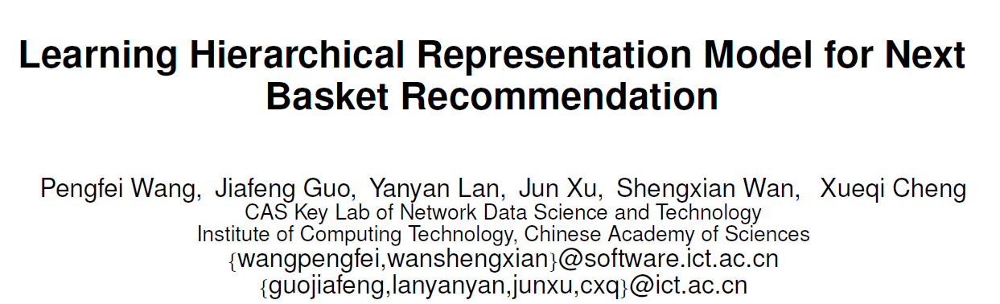 Learning Hierarchical Representation Model for Next
Basket Recommendation
Pengfei Wang, Jiafeng Guo, Yanyan Lan, Jun Xu, Shengxian Wan, Xueqi Cheng
CAS Key Lab of Network Data Science and Technology
Institute of Computing Technology, Chinese Academy of Sciences
{wangpengfei,wanshengxian}@software.ict.ac.cn
{guojiafeng,lanyanyan,junxu,cxq}@ict.ac.cn